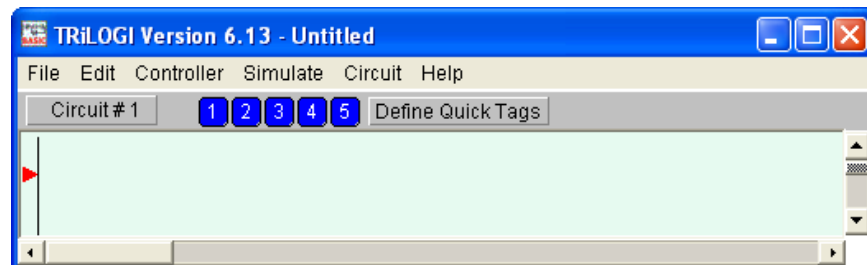 TRiLOGI Version 6.13 - Untitled
File Edit Controller Simulate Circuit Help
Circuit # 1 1 2 3 4 5 Define Quick Tags